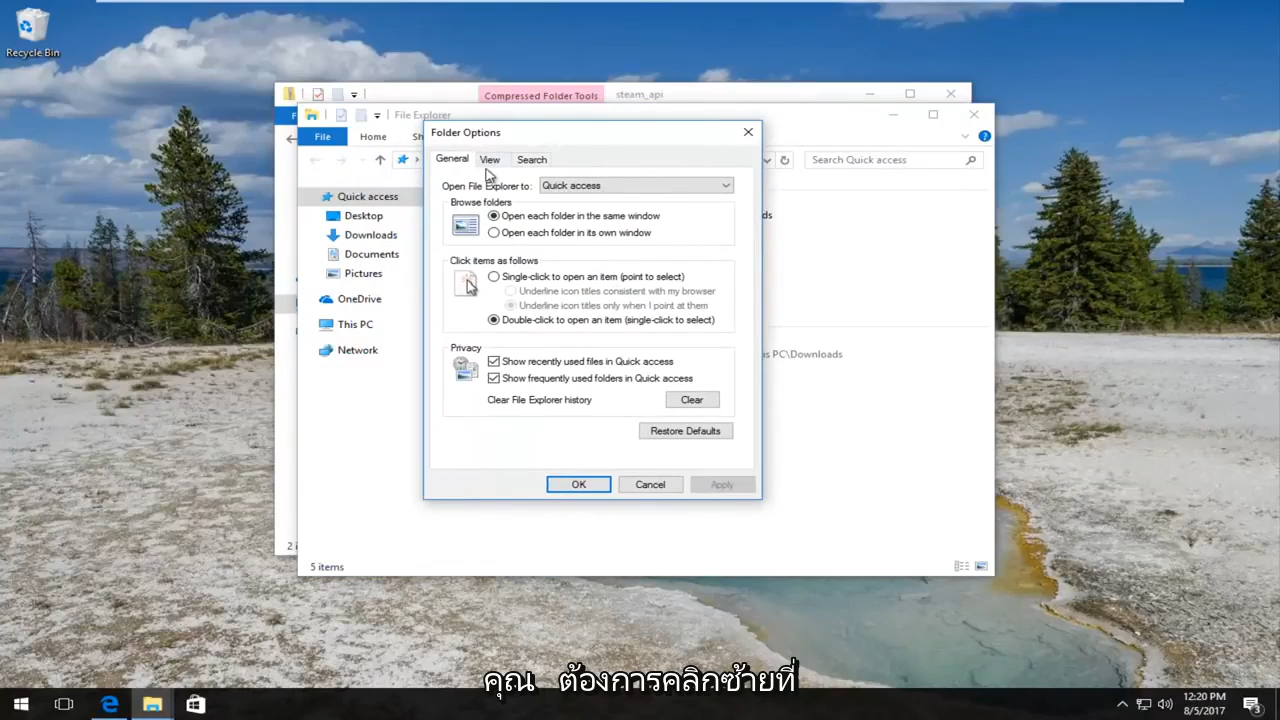 Recycle Bin
Compressed Folder Tools
steam_api
File Explorer
File
Home
Sh
Search Quick access
Folder Options
General
View
Search
Open File Explorer to:
Quick access
Browse folders
Open each folder in the same window
Open each folder in its own window
Click items as follows
Single-click to open an item (point to select)
Underline icon titles consistent with my browser
Underline icon titles only when I point at them
Double-click to open an item (single-click to select)
Privacy
Show recently used files in Quick access
Show frequently used folders in Quick access
Clear File Explorer history
Clear
Restore Defaults
OK
Cancel
Apply
Quick access
Desktop
Downloads
Documents
Pictures
OneDrive
This PC
Network
PC\Downloads
5 items
คุณ ต้องการคลิกซ้ายที่
12:20 PM
8/5/2017
3